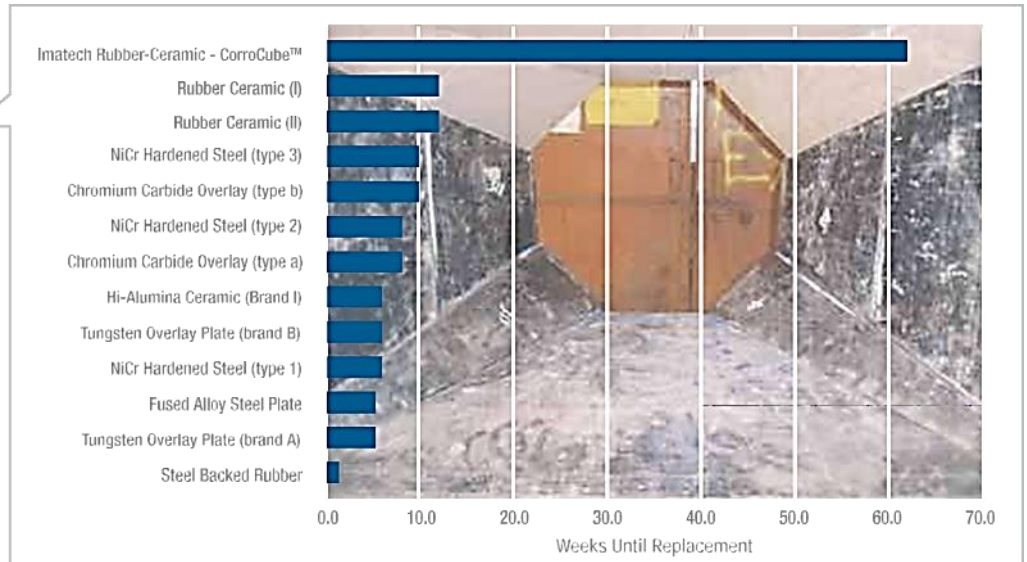 Imatech Rubber-Ceramic - CorroCube™
Rubber Ceramic (I)
Rubber Ceramic (II)
NiCr Hardened Steel (type 3)
Chromium Carbide Overlay (type b)
NiCr Hardened Steel (type 2)
Chromium Carbide Overlay (type a)
Hi-Alumina Ceramic (Brand I)
Tungsten Overlay Plate (brand B)
NiCr Hardened Steel (type 1)
Fused Alloy Steel Plate
Tungsten Overlay Plate (brand A)
Steel Backed Rubber
0.0 10.0 20.0 30.0 40.0 50.0 60.0 70.0
Weeks Until Replacement